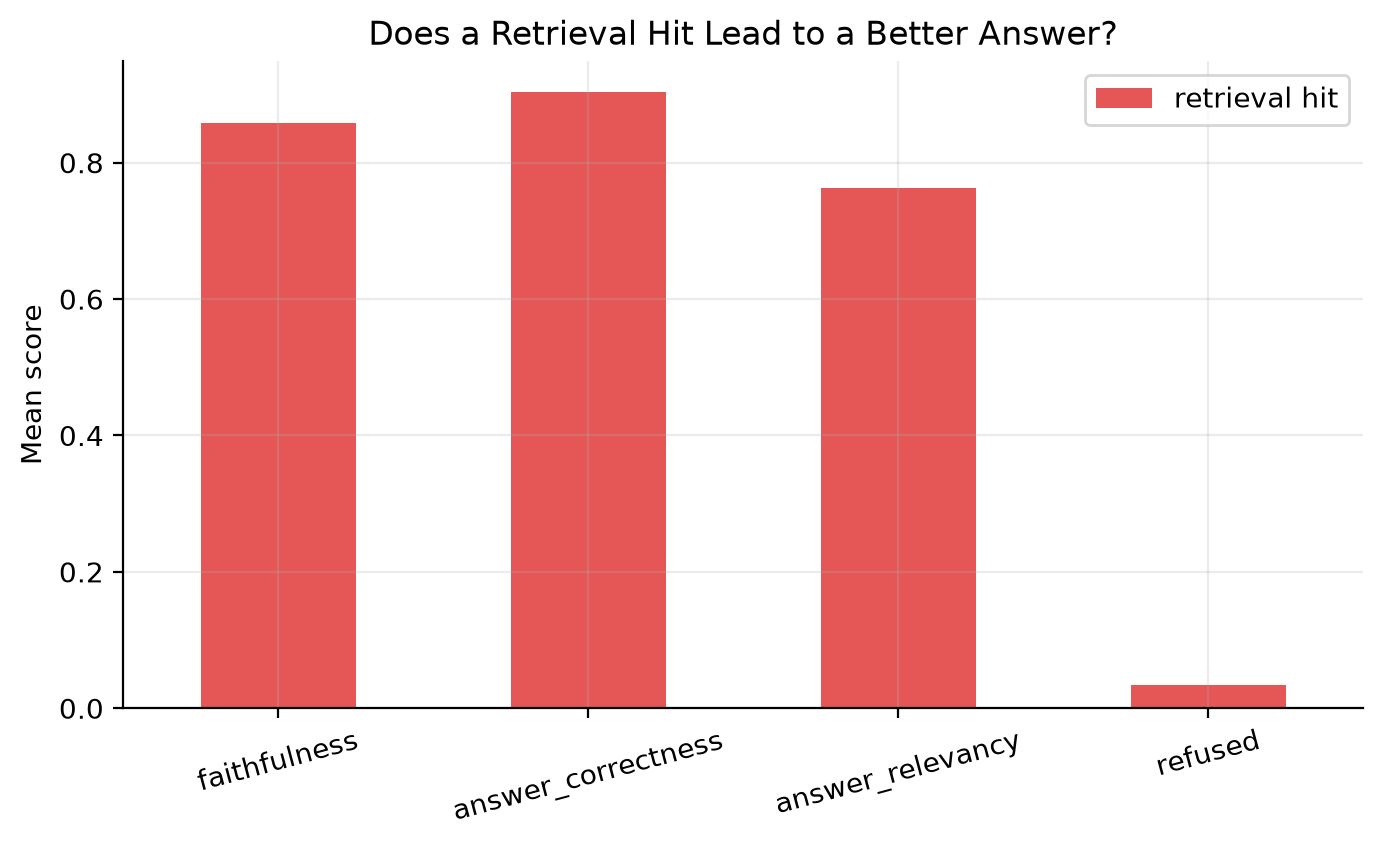 Does a Retrieval Hit Lead to a Better Answer?
retrieval hit
Mean score
0.8
0.6
0.4
0.2
0.0
faithfulness
answer_correctness
answer_relevancy
refused